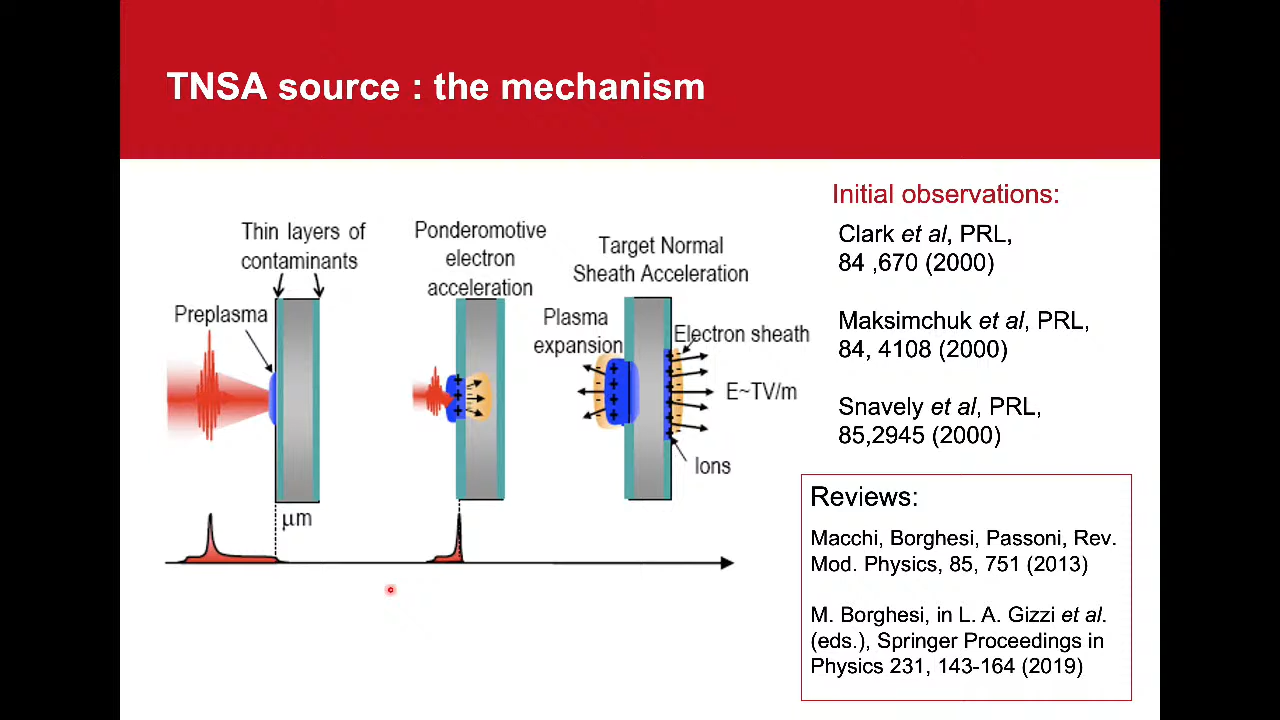 TNSA source : the mechanism
Thin layers of
contaminants
Preplasma
μm
Ponderomotive
electron
acceleration
Target Normal
Sheath Acceleration
Plasma
expansion
Electron sheath
E~TV/m
Ions
Initial observations:
Clark et al, PRL,
84 ,670 (2000)
Maksimchuk et al, PRL,
84, 4108 (2000)
Snavely et al, PRL,
85,2945 (2000)
Reviews:
Macchi, Borghesi, Passoni, Rev.
Mod. Physics, 85, 751 (2013)
M. Borghesi, in L. A. Gizzi et al.
(eds.), Springer Proceedings in
Physics 231, 143-164 (2019)